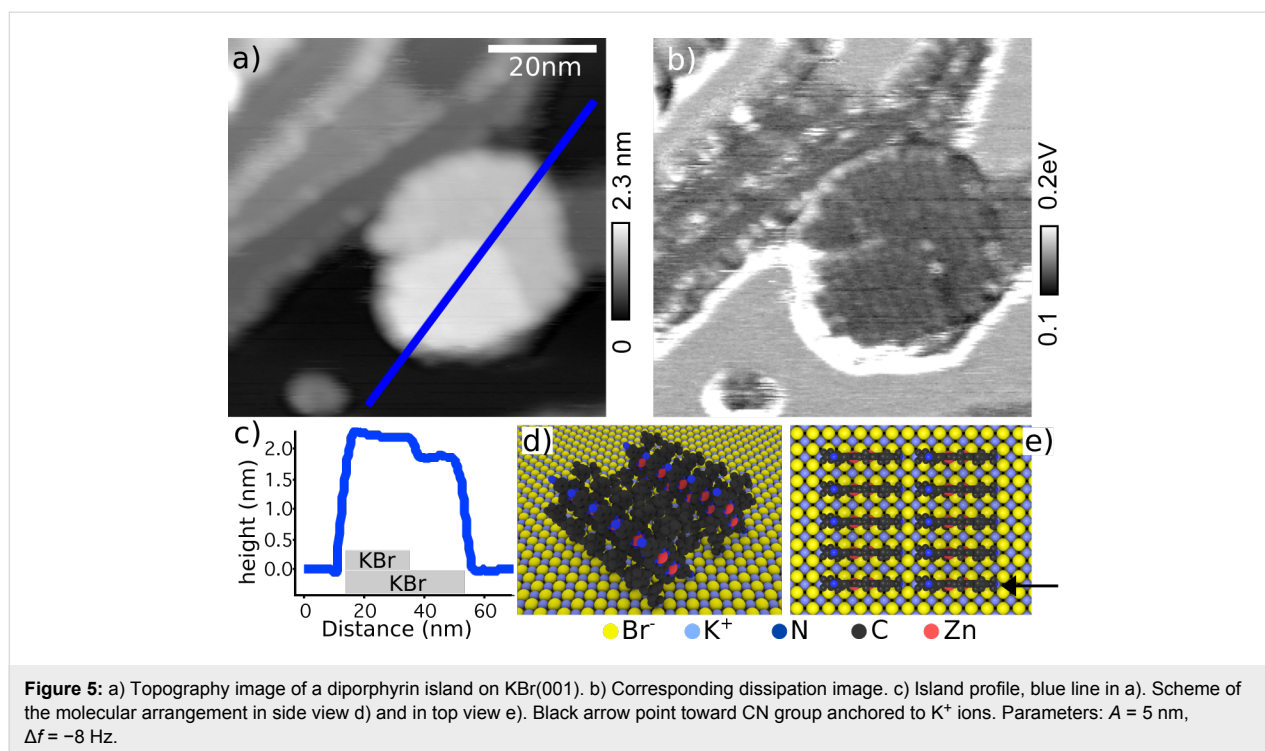 a)
20nm
2.3 nm
0
b)
0.2eV
0.1
c)
height (nm)
2.0
1.5
1.0
0.5
0.0
KBr
KBr
0 20 40 60
Distance (nm)
d)
e)
Br⁻ K⁺ N C Zn
Figure 5: a) Topography image of a diporphyrin island on KBr(001). b) Corresponding dissipation image. c) Island profile, blue line in a). Scheme of
the molecular arrangement in side view d) and in top view e). Black arrow point toward CN group anchored to K⁺ ions. Parameters: A = 5 nm,
Δf = −8 Hz.